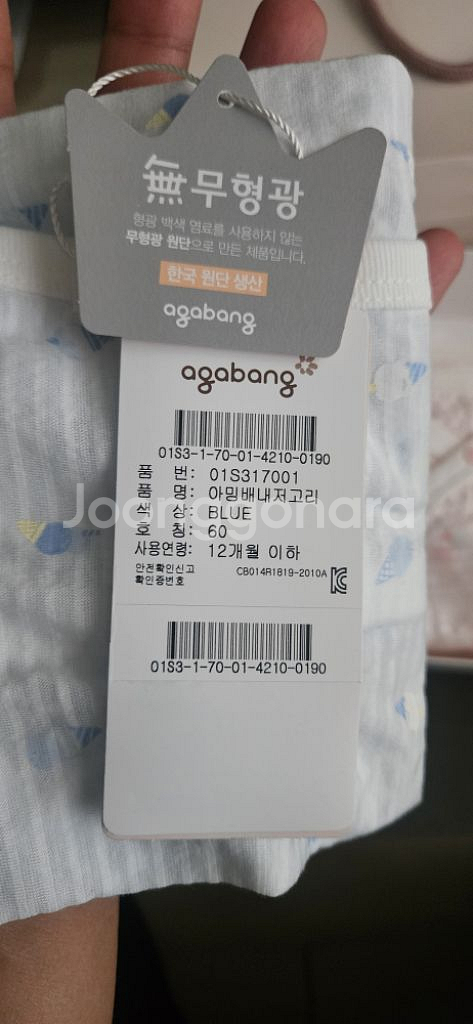 無무형광
형광 백색 염료를 사용하지 않는
무형광 원단으로 만든 제품입니다.
한국 원단 생산
agabang
agabang
01S3-1-70-01-4210-0190
품 번: 01S317001
품 명: 아밍배내저고리
색 상: BLUE
호 칭: 60
사용연령: 12개월 이하
안전확인신고
확인증번호 CB014R1819-2010A
01S3-1-70-01-4210-0190
Joonggonara